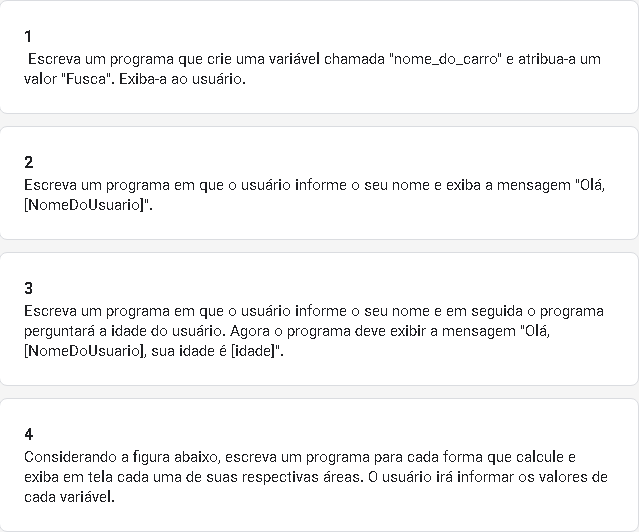 1
Escreva um programa que crie uma variável chamada "nome_do_carro" e atribua-a um
valor "Fusca". Exiba-a ao usuário.
2
Escreva um programa em que o usuário informe o seu nome e exiba a mensagem "Olá,
[NomeDoUsuario]".
3
Escreva um programa em que o usuário informe o seu nome e em seguida o programa
perguntará a idade do usuário. Agora o programa deve exibir a mensagem "Olá,
[NomeDoUsuario], sua idade é [idade]".
4
Considerando a figura abaixo, escreva um programa para cada forma que calcule e
exiba em tela cada uma de suas respectivas áreas. O usuário irá informar os valores de
cada variável.